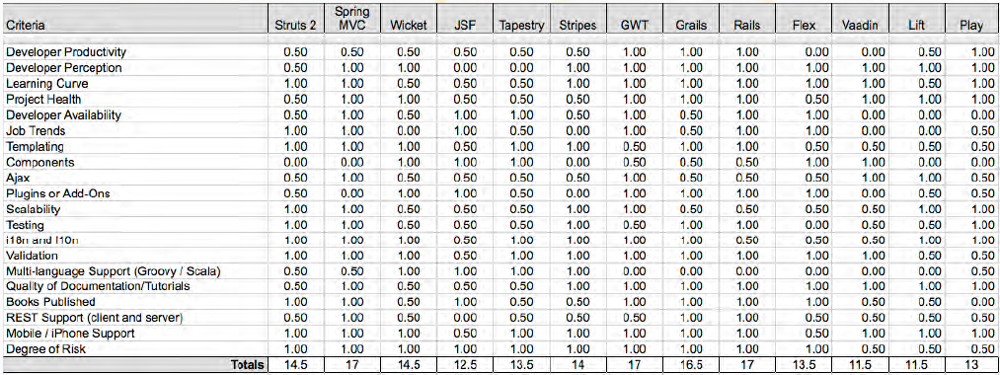 Criteria Struts 2 Spring MVC Wicket JSF Tapestry Stripes GWT Grails Rails Flex Vaadin Lift Play
Developer Productivity 0.50 0.50 0.50 0.50 0.50 0.50 1.00 1.00 1.00 0.00 0.00 0.50 1.00
Developer Perception 0.50 1.00 1.00 0.00 0.00 1.00 1.00 1.00 1.00 1.00 1.00 1.00 1.00
Learning Curve 1.00 1.00 0.50 0.50 0.50 1.00 1.00 1.00 1.00 1.00 1.00 0.50 1.00
Project Health 0.50 1.00 1.00 0.50 1.00 1.00 1.00 1.00 1.00 0.50 1.00 1.00 1.00
Developer Availability 0.50 1.00 0.50 1.00 1.00 0.50 1.00 0.50 1.00 1.00 0.00 0.00 0.00
Job Trends 1.00 1.00 0.00 1.00 0.50 0.00 1.00 0.50 1.00 1.00 0.00 0.00 0.50
Templating 1.00 1.00 1.00 0.50 1.00 1.00 0.50 1.00 1.00 0.50 0.50 0.50 0.50
Components 0.00 0.00 1.00 1.00 1.00 0.00 0.50 0.50 0.50 1.00 1.00 0.00 0.00
Ajax 0.50 1.00 0.50 0.50 0.50 0.50 1.00 0.50 0.50 0.50 1.00 1.00 0.50
Plugins or Add-Ons 0.50 0.00 1.00 1.00 0.50 0.00 1.00 1.00 1.00 1.00 0.00 0.50 0.50
Scalability 1.00 1.00 0.50 0.50 0.50 1.00 1.00 0.50 0.50 0.50 0.50 1.00 1.00
Testing 1.00 1.00 0.50 0.50 0.50 1.00 0.50 1.00 1.00 0.00 0.50 0.50 1.00
i18n and l10n 1.00 1.00 1.00 0.50 1.00 1.00 1.00 1.00 0.50 0.50 0.50 1.00 1.00
Validation 1.00 1.00 1.00 0.50 1.00 1.00 1.00 1.00 1.00 0.50 0.50 0.50 1.00
Multi-language Support (Groovy / Scala) 0.50 0.50 1.00 1.00 1.00 1.00 0.00 0.00 0.00 0.00 0.00 0.00 0.50
Quality of Documentation/Tutorials 0.50 1.00 0.50 0.50 0.50 1.00 1.00 1.00 1.00 1.00 1.00 0.50 0.50
Books Published 1.00 1.00 0.50 1.00 0.50 0.50 1.00 1.00 1.00 1.00 0.50 0.50 0.00
REST Support (client and server) 0.50 1.00 0.50 0.00 0.50 0.50 0.50 1.00 1.00 0.50 0.50 0.50 0.50
Mobile / iPhone Support 1.00 1.00 1.00 0.50 1.00 1.00 1.00 1.00 1.00 0.50 0.50 1.00 1.00
Degree of Risk 1.00 1.00 1.00 1.00 1.00 1.00 1.00 1.00 1.00 1.00 0.50 0.50 0.50
Totals 14.5 17 14.5 12.5 13.5 14 17 16.5 17 13.5 11.5 11.5 13